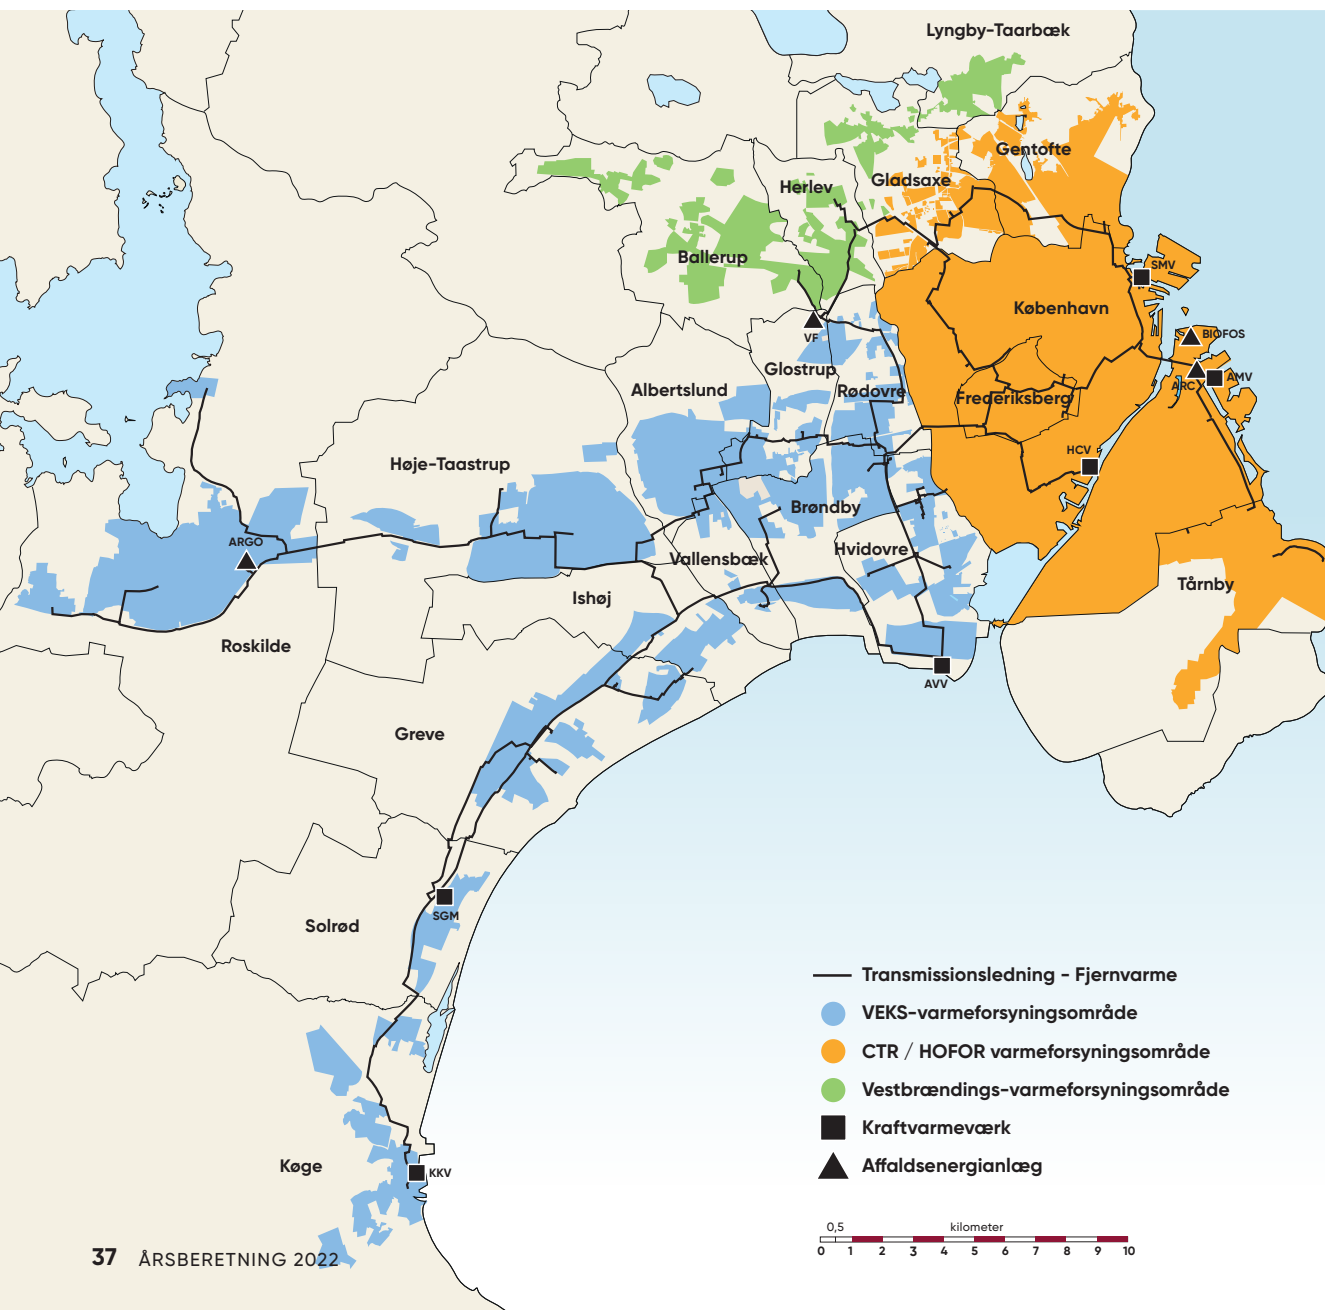 Lyngby-Taarbæk
Gentofte
Gladsaxe
Herlev
Ballerup
SMV
København
BIOFOS
VF
Glostrup
ARC
AMV
Albertslund
Rødovre
Frederiksberg
HCV
Høje-Taastrup
Brøndby
ARGO
Vallensbæk
Hvidovre
Tårnby
Ishøj
Roskilde
AVV
Greve
SGM
Solrød
Transmissionsledning - Fjernvarme
VEKS-varmeforsyningsområde
CTR / HOFOR varmeforsyningsområde
Vestbrændings-varmeforsyningsområde
Kraftvarmeværk
Affaldsenergianlæg
Køge
KKV
0,5 kilometer
0 1 2 3 4 5 6 7 8 9 10
37 ÅRSBERETNING 2022